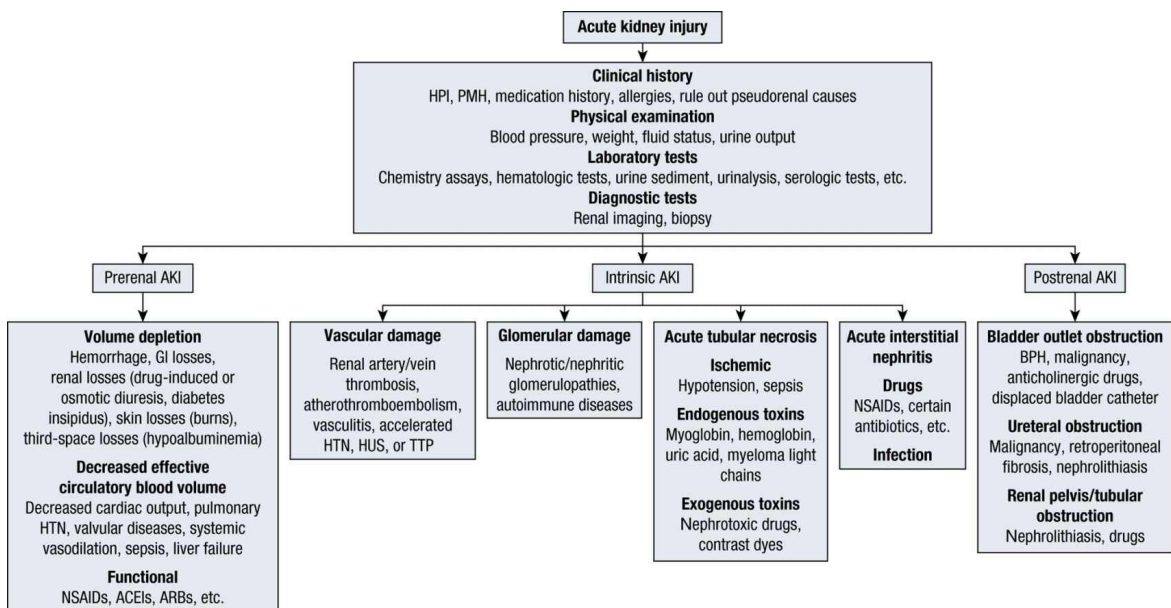 Acute kidney injury
Clinical history
HPI, PMH, medication history, allergies, rule out pseudorenal causes
Physical examination
Blood pressure, weight, fluid status, urine output
Laboratory tests
Chemistry assays, hematologic tests, urine sediment, urinalysis, serologic tests, etc.
Diagnostic tests
Renal imaging, biopsy
Prerenal AKI
Intrinsic AKI
Postrenal AKI
Volume depletion
Hemorrhage, GI losses,
renal losses (drug-induced or
osmotic diuresis, diabetes
insipidus), skin losses (burns),
third-space losses (hypoalbuminemia)
Decreased effective
circulatory blood volume
Decreased cardiac output, pulmonary
HTN, valvular diseases, systemic
vasodilation, sepsis, liver failure
Functional
NSAIDs, ACEIs, ARBs, etc.
Vascular damage
Renal artery/vein
thrombosis,
atherothromboembolism,
vasculitis, accelerated
HTN, HUS, or TTP
Glomerular damage
Nephrotic/nephritic
glomerulopathies,
autoimmune diseases
Acute tubular necrosis
Ischemic
Hypotension, sepsis
Endogenous toxins
Myoglobin, hemoglobin,
uric acid, myeloma light
chains
Exogenous toxins
Nephrotoxic drugs,
contrast dyes
Acute interstitial
nephritis
Drugs
NSAIDs, certain
antibiotics, etc.
Infection
Bladder outlet obstruction
BPH, malignancy,
anticholinergic drugs,
displaced bladder catheter
Ureteral obstruction
Malignancy, retroperitoneal
fibrosis, nephrolithiasis
Renal pelvis/tubular
obstruction
Nephrolithiasis, drugs